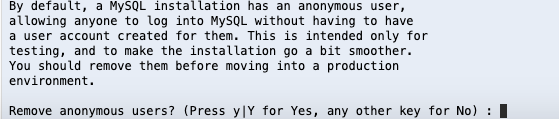 By default, a MySQL installation has an anonymous user,
allowing anyone to log into MySQL without having to have
a user account created for them. This is intended only for
testing, and to make the installation go a bit smoother.
You should remove them before moving into a production
environment.
Remove anonymous users? (Press y|Y for Yes, any other key for No) :